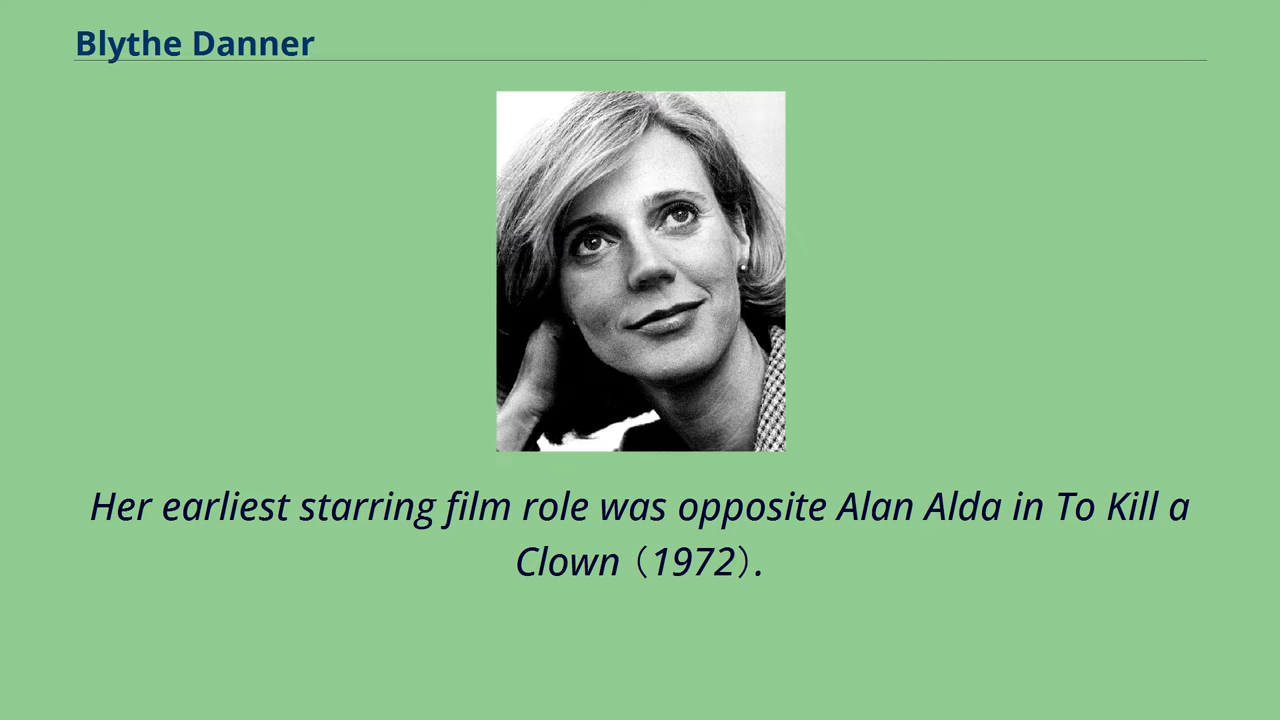 Blythe Danner
Her earliest starring film role was opposite Alan Alda in To Kill a
Clown（1972）.